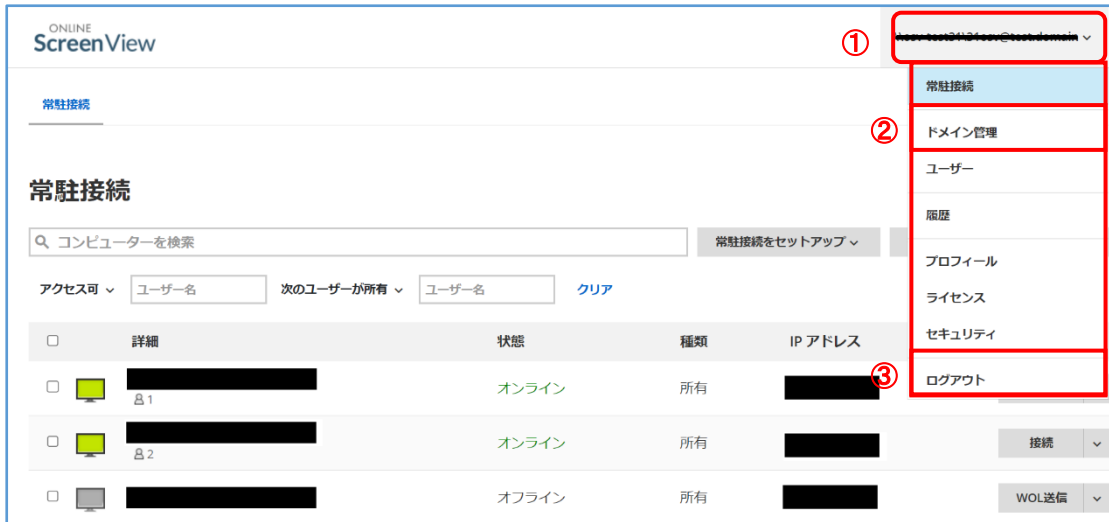 ONLINE
ScreenView
①
常駐接続
常駐接続
②
ドメイン管理
ユーザー
履歴
プロフィール
ライセンス
セキュリティ
③
ログアウト
常駐接続
コンピューターを検索
常駐接続をセットアップ
アクセス可
ユーザー名
次のユーザーが所有
ユーザー名
クリア
詳細 状態 種類 IP アドレス
1 オンライン 所有
2 オンライン 所有 接続
オフライン 所有 WOL送信